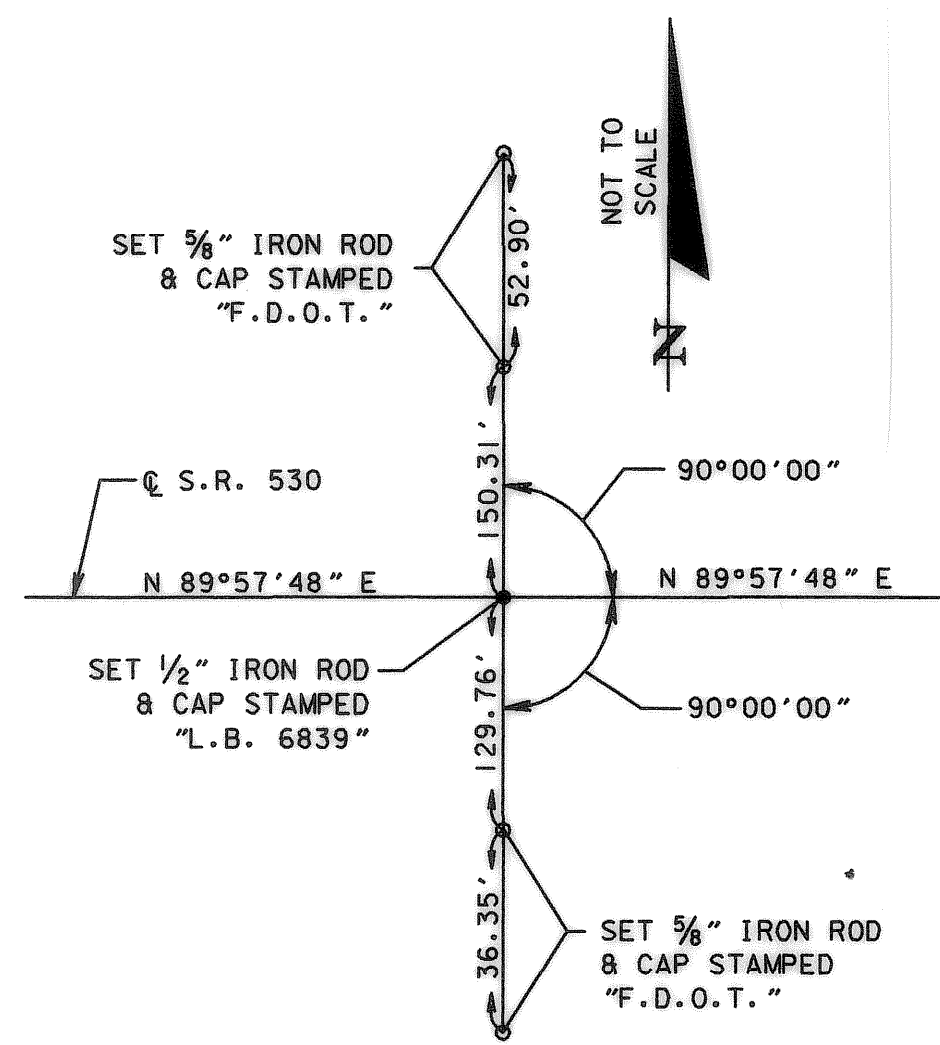 NOT TO
SCALE
SET 5/8" IRON ROD
& CAP STAMPED
"F.D.O.T."
52.90'
N
150.31'
90°00'00"
℄ S.R. 530
N 89°57'48" E
N 89°57'48" E
SET 1/2" IRON ROD
& CAP STAMPED
"L.B. 6839"
129.76'
90°00'00"
36.35'
SET 5/8" IRON ROD
& CAP STAMPED
"F.D.O.T."